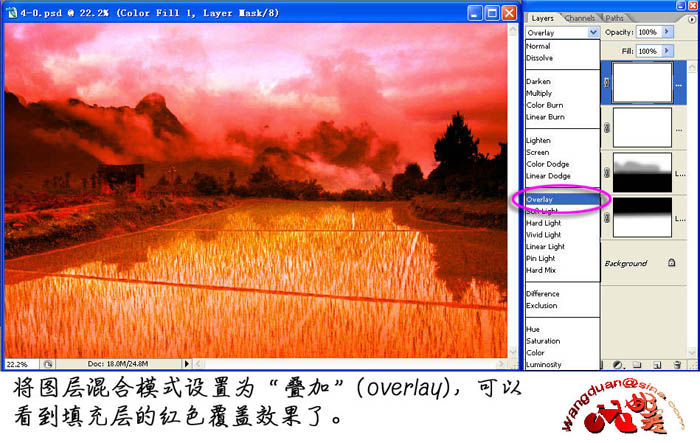 4-0.psd @ 22.2% (Color Fill 1, Layer Mask/8)
22.2%
Doc: 18.0M/24.8M
Layers
Channels
Paths
Overlay
Opacity:
100%
Fill:
100%
Normal
Dissolve
Darken
Multiply
Color Burn
Linear Burn
Lighten
Screen
Color Dodge
Linear Dodge
Overlay
Soft Light
Hard Light
Vivid Light
Linear Light
Pin Light
Hard Mix
Difference
Exclusion
Hue
Saturation
Color
Luminosity
...
...
L...
L...
Background
将图层混合模式设置为“叠加”(overlay)，可以
看到填充层的红色覆盖效果了。
wangduan@sina.com